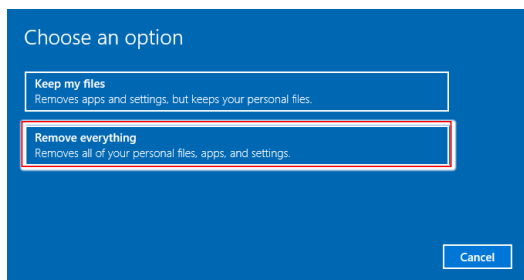 Choose an option
Keep my files
Removes apps and settings, but keeps your personal files.
Remove everything
Removes all of your personal files, apps, and settings.
Cancel